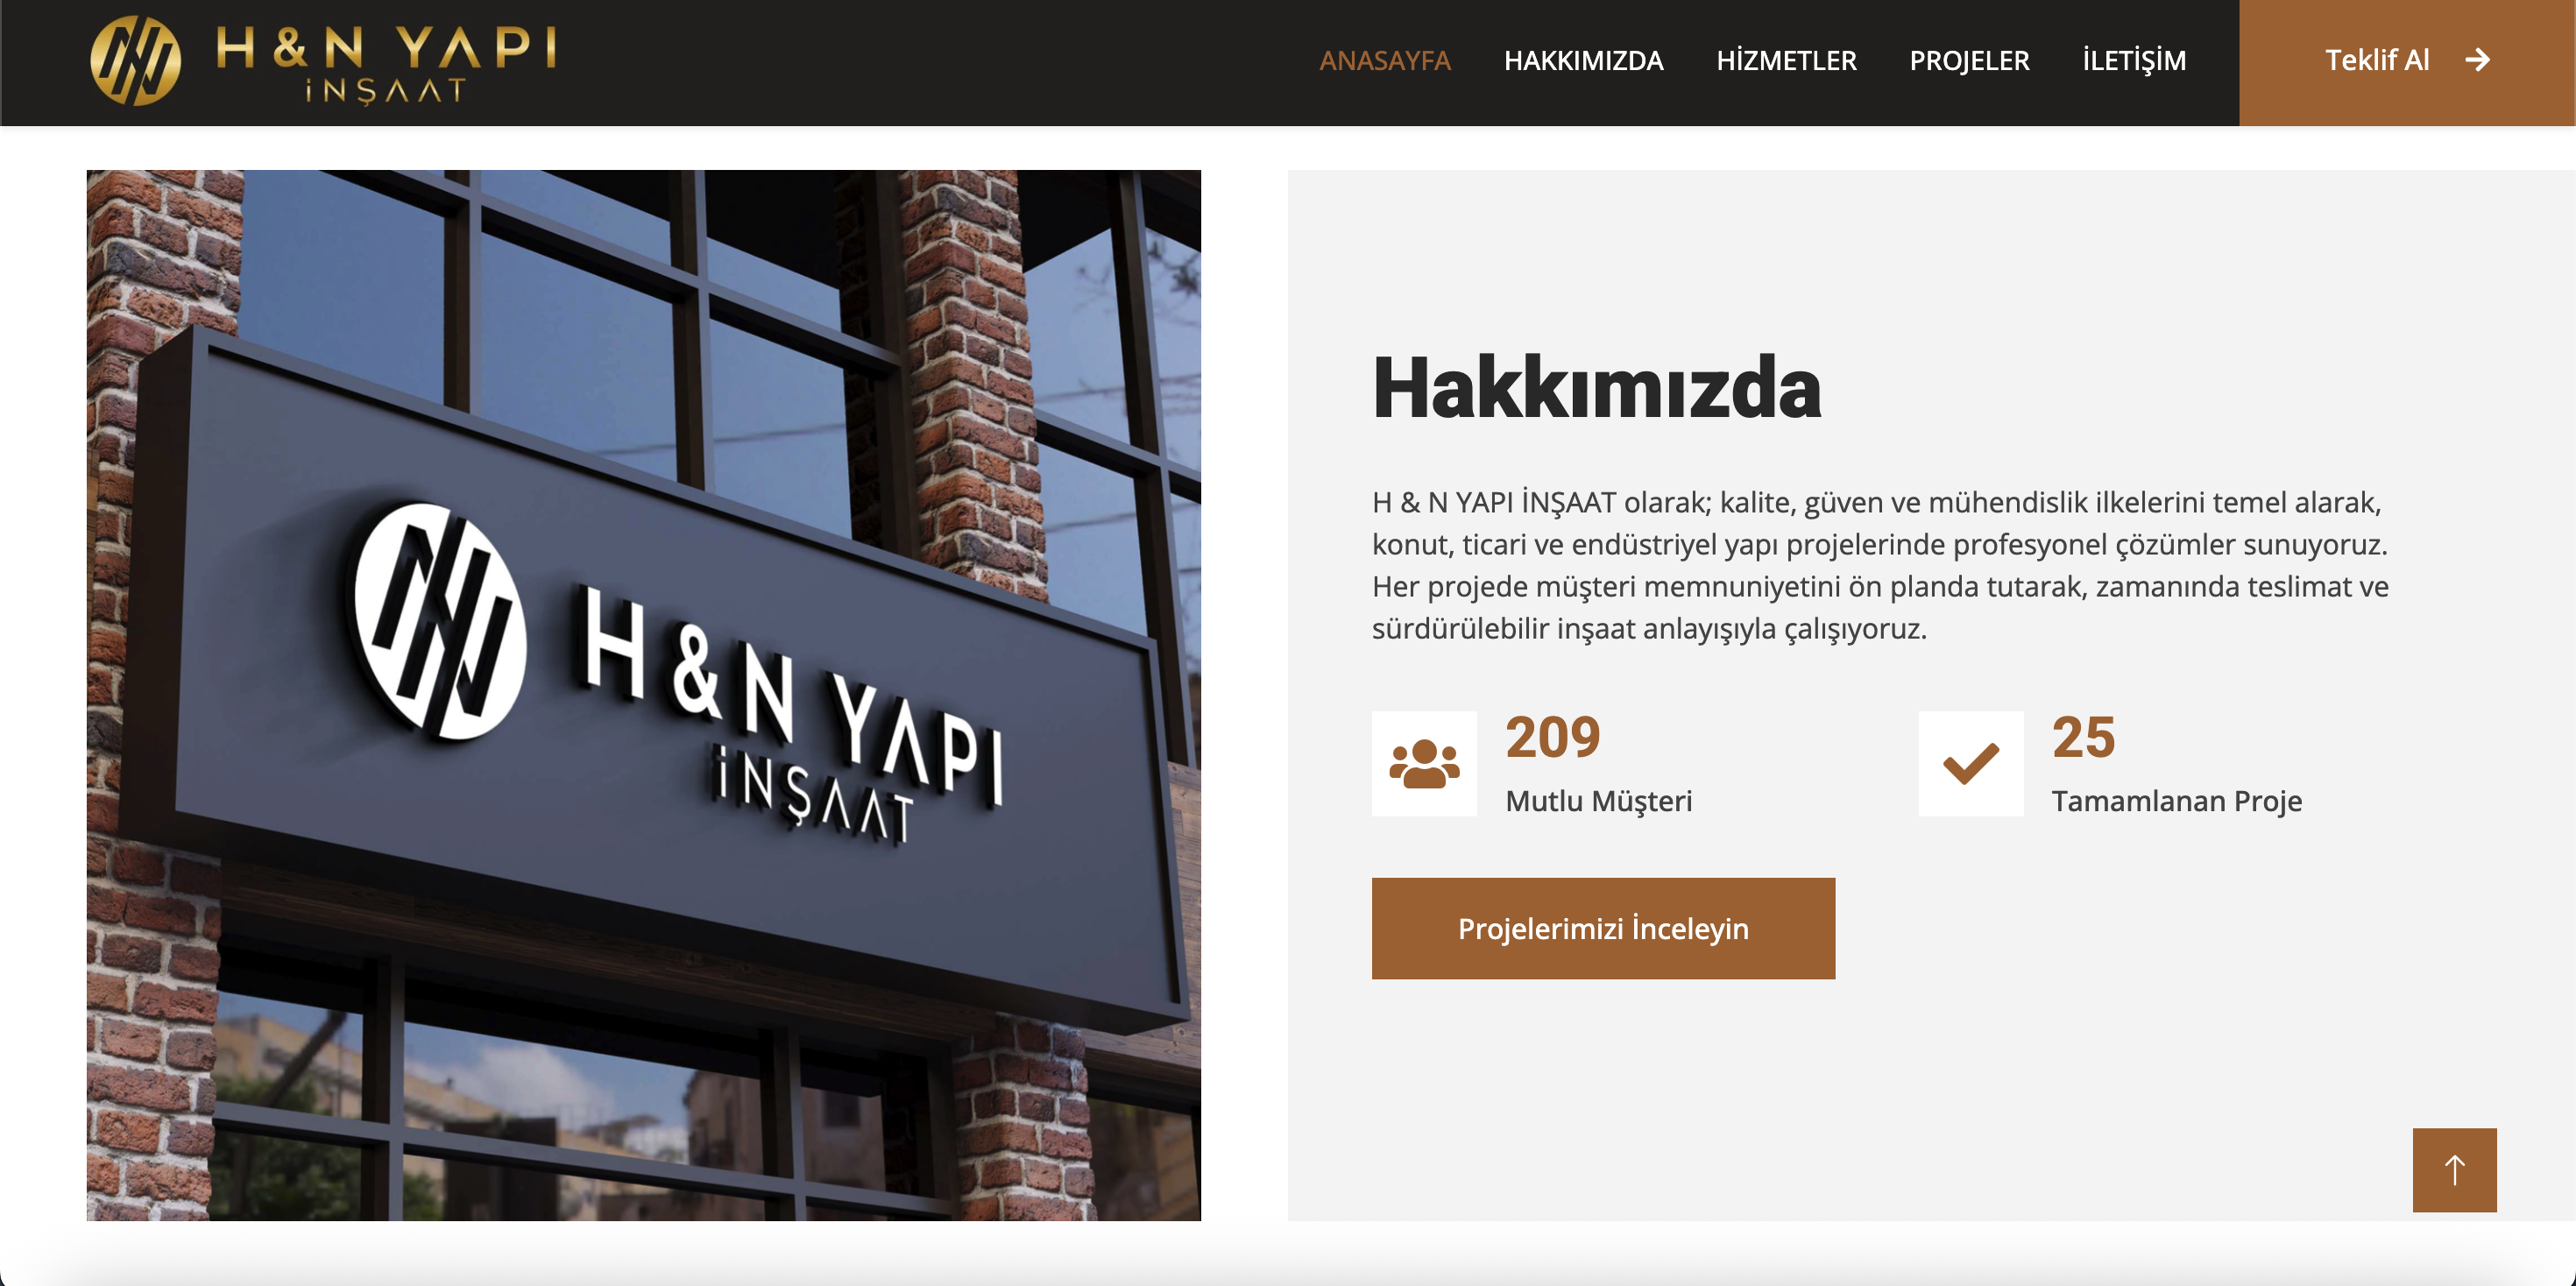 H & N YAPI
İNŞAAT
ANASAYFA
HAKKIMIZDA
HİZMETLER
PROJELER
İLETİŞİM
Teklif Al
H & N YAPI
İNŞAAT
Hakkımızda
H & N YAPI İNŞAAT olarak; kalite, güven ve mühendislik ilkelerini temel alarak,
konut, ticari ve endüstriyel yapı projelerinde profesyonel çözümler sunuyoruz.
Her projede müşteri memnuniyetini ön planda tutarak, zamanında teslimat ve
sürdürülebilir inşaat anlayışıyla çalışıyoruz.
209
Mutlu Müşteri
25
Tamamlanan Proje
Projelerimizi İnceleyin